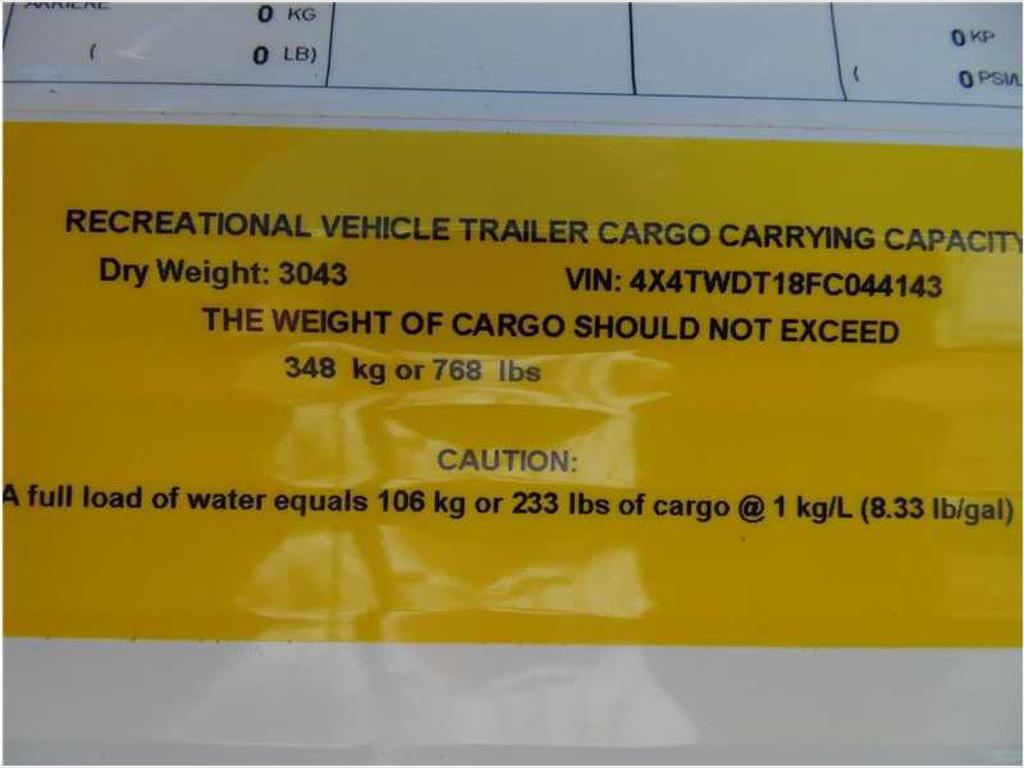 0 KG
( 0 LB)
0 KP
( 0 PSI/L
RECREATIONAL VEHICLE TRAILER CARGO CARRYING CAPACITY
Dry Weight: 3043 VIN: 4X4TWDT18FC044143
THE WEIGHT OF CARGO SHOULD NOT EXCEED
348 kg or 768 lbs
CAUTION:
A full load of water equals 106 kg or 233 lbs of cargo @ 1 kg/L (8.33 lb/gal)